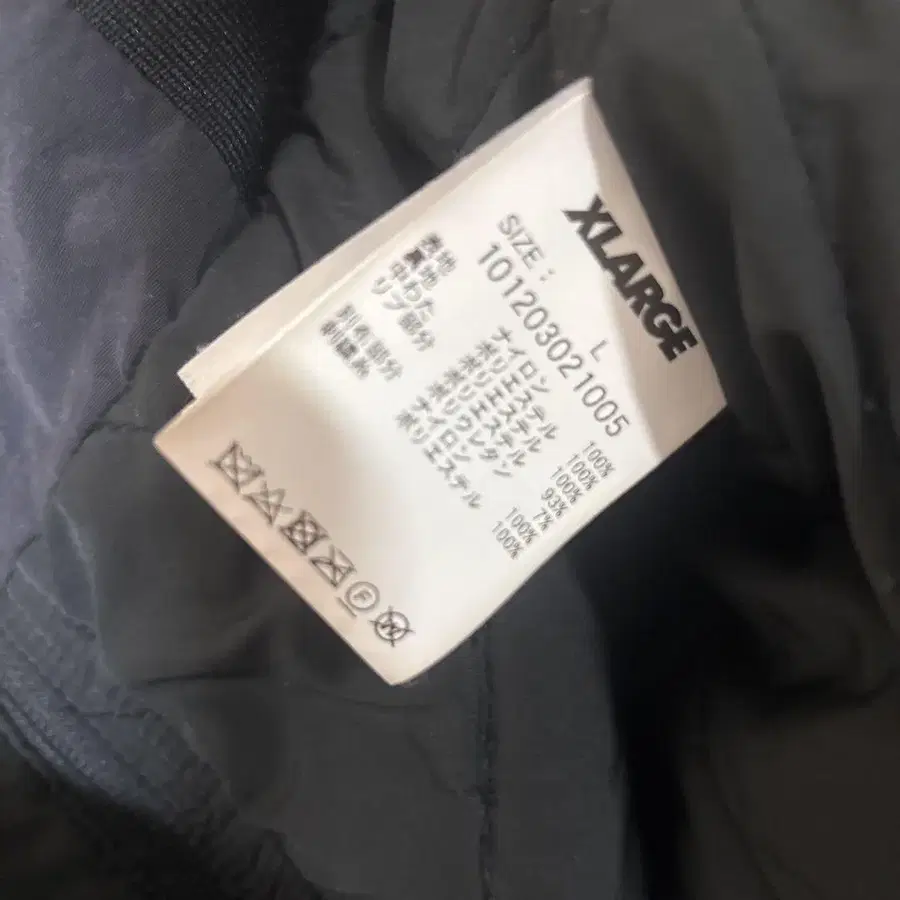 XLARGE
SIZE : L
101203021005
表地 ナイロン 100%
裏地 ポリエステル 100%
中わた ポリエステル 100%
リブ部分 ポリエステル 93%
ポリウレタン 7%
別布部分 ナイロン 100%
刺繍糸 ポリエステル 100%
F W